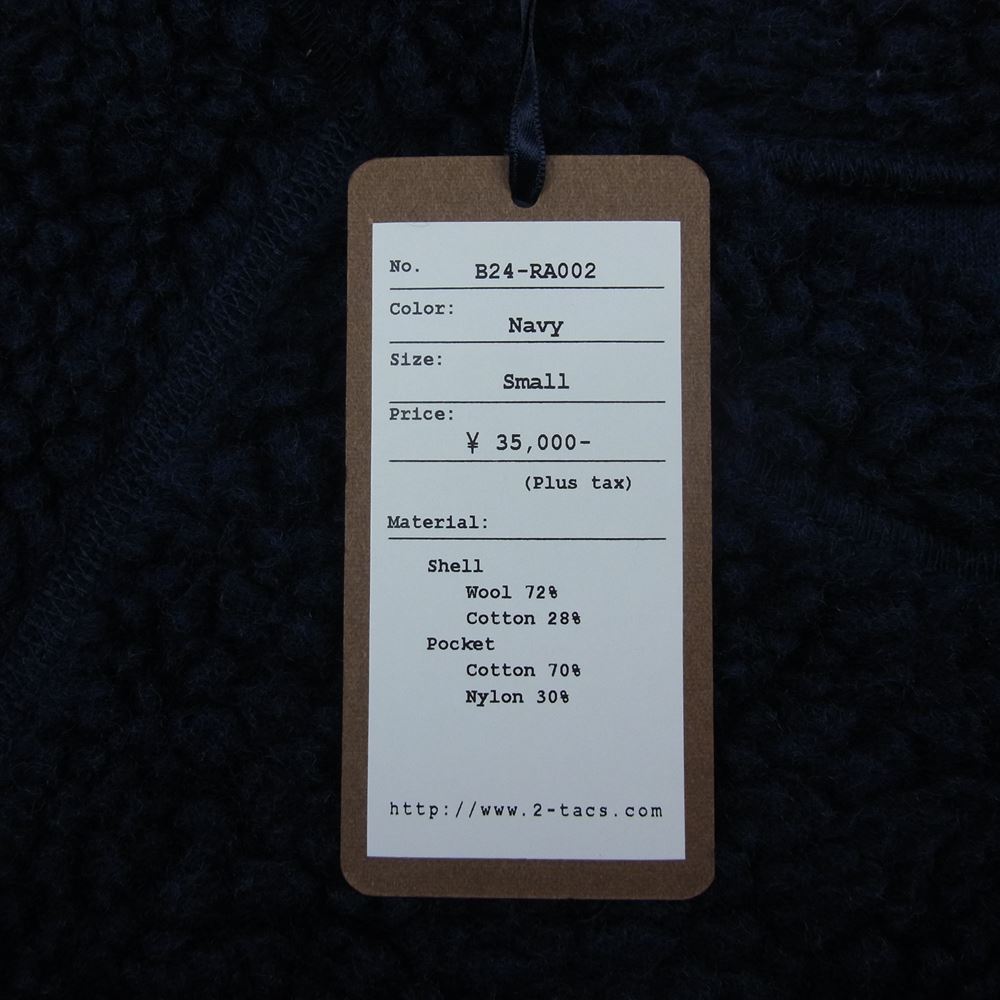 No. B24-RA002
Color:
Navy
Size:
Small
Price:
¥ 35,000-
(Plus tax)
Material:
Shell
Wool 72%
Cotton 28%
Pocket
Cotton 70%
Nylon 30%
http://www.2-tacs.com